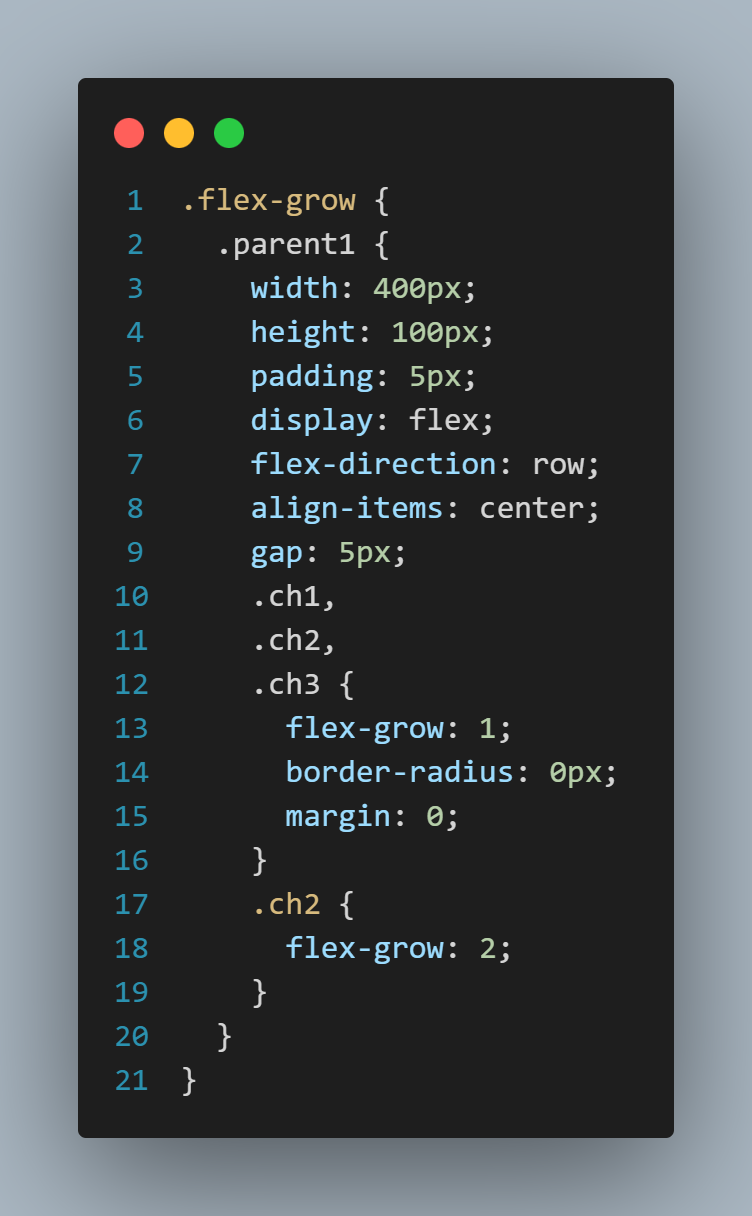 1 .flex-grow {
2   .parent1 {
3     width: 400px;
4     height: 100px;
5     padding: 5px;
6     display: flex;
7     flex-direction: row;
8     align-items: center;
9     gap: 5px;
10     .ch1,
11     .ch2,
12     .ch3 {
13       flex-grow: 1;
14       border-radius: 0px;
15       margin: 0;
16     }
17     .ch2 {
18       flex-grow: 2;
19     }
20   }
21 }